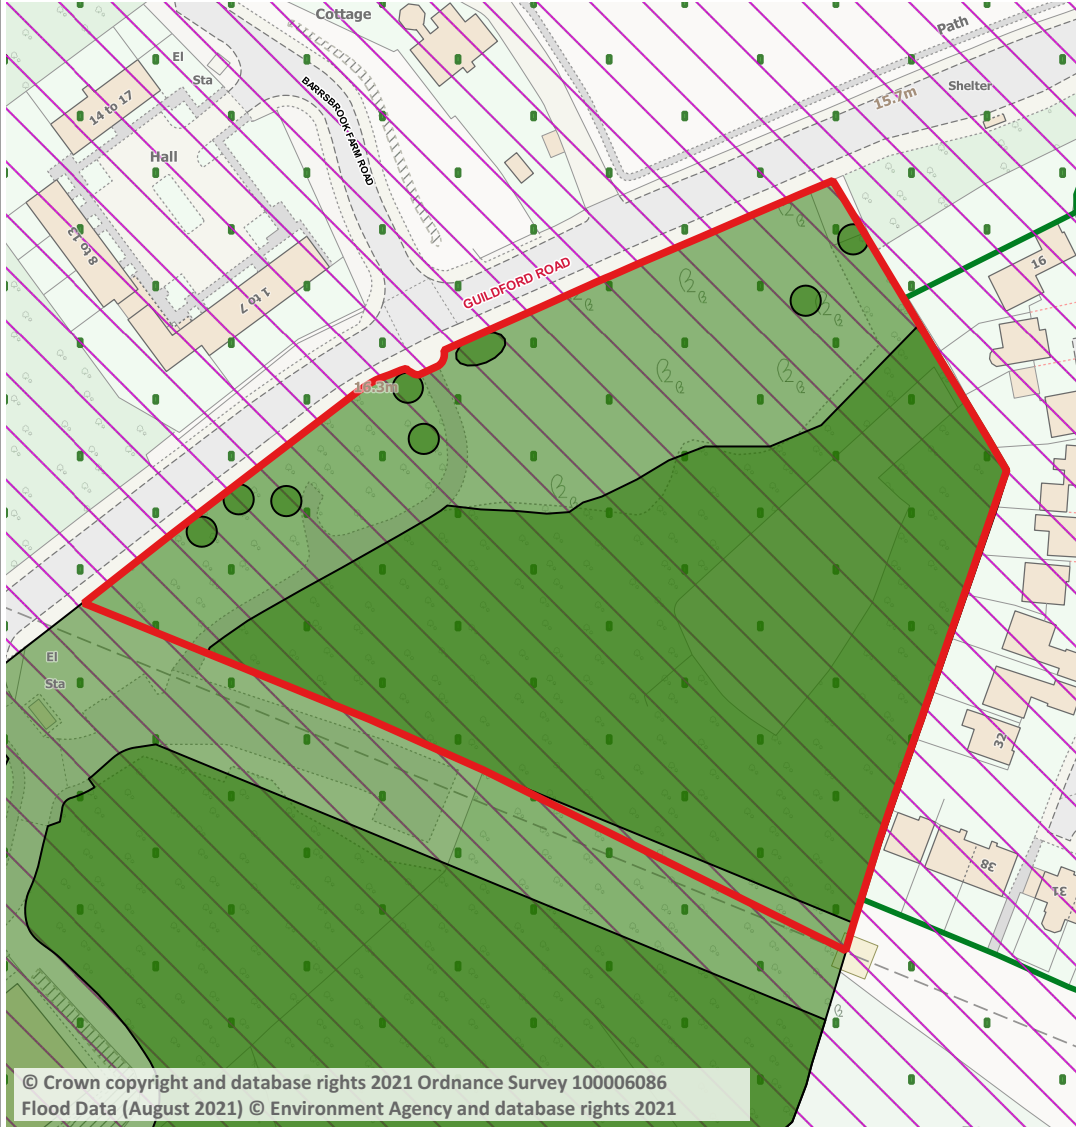 Cottage
Path
El
Sta
BARRSBROOK FARM ROAD
15.7m
Shelter
14 to 17
Hall
8 to 13
1 to 7
GUILDFORD ROAD
16
16.3m
El
Sta
32
38
31
© Crown copyright and database rights 2021 Ordnance Survey 100006086
Flood Data (August 2021) © Environment Agency and database rights 2021